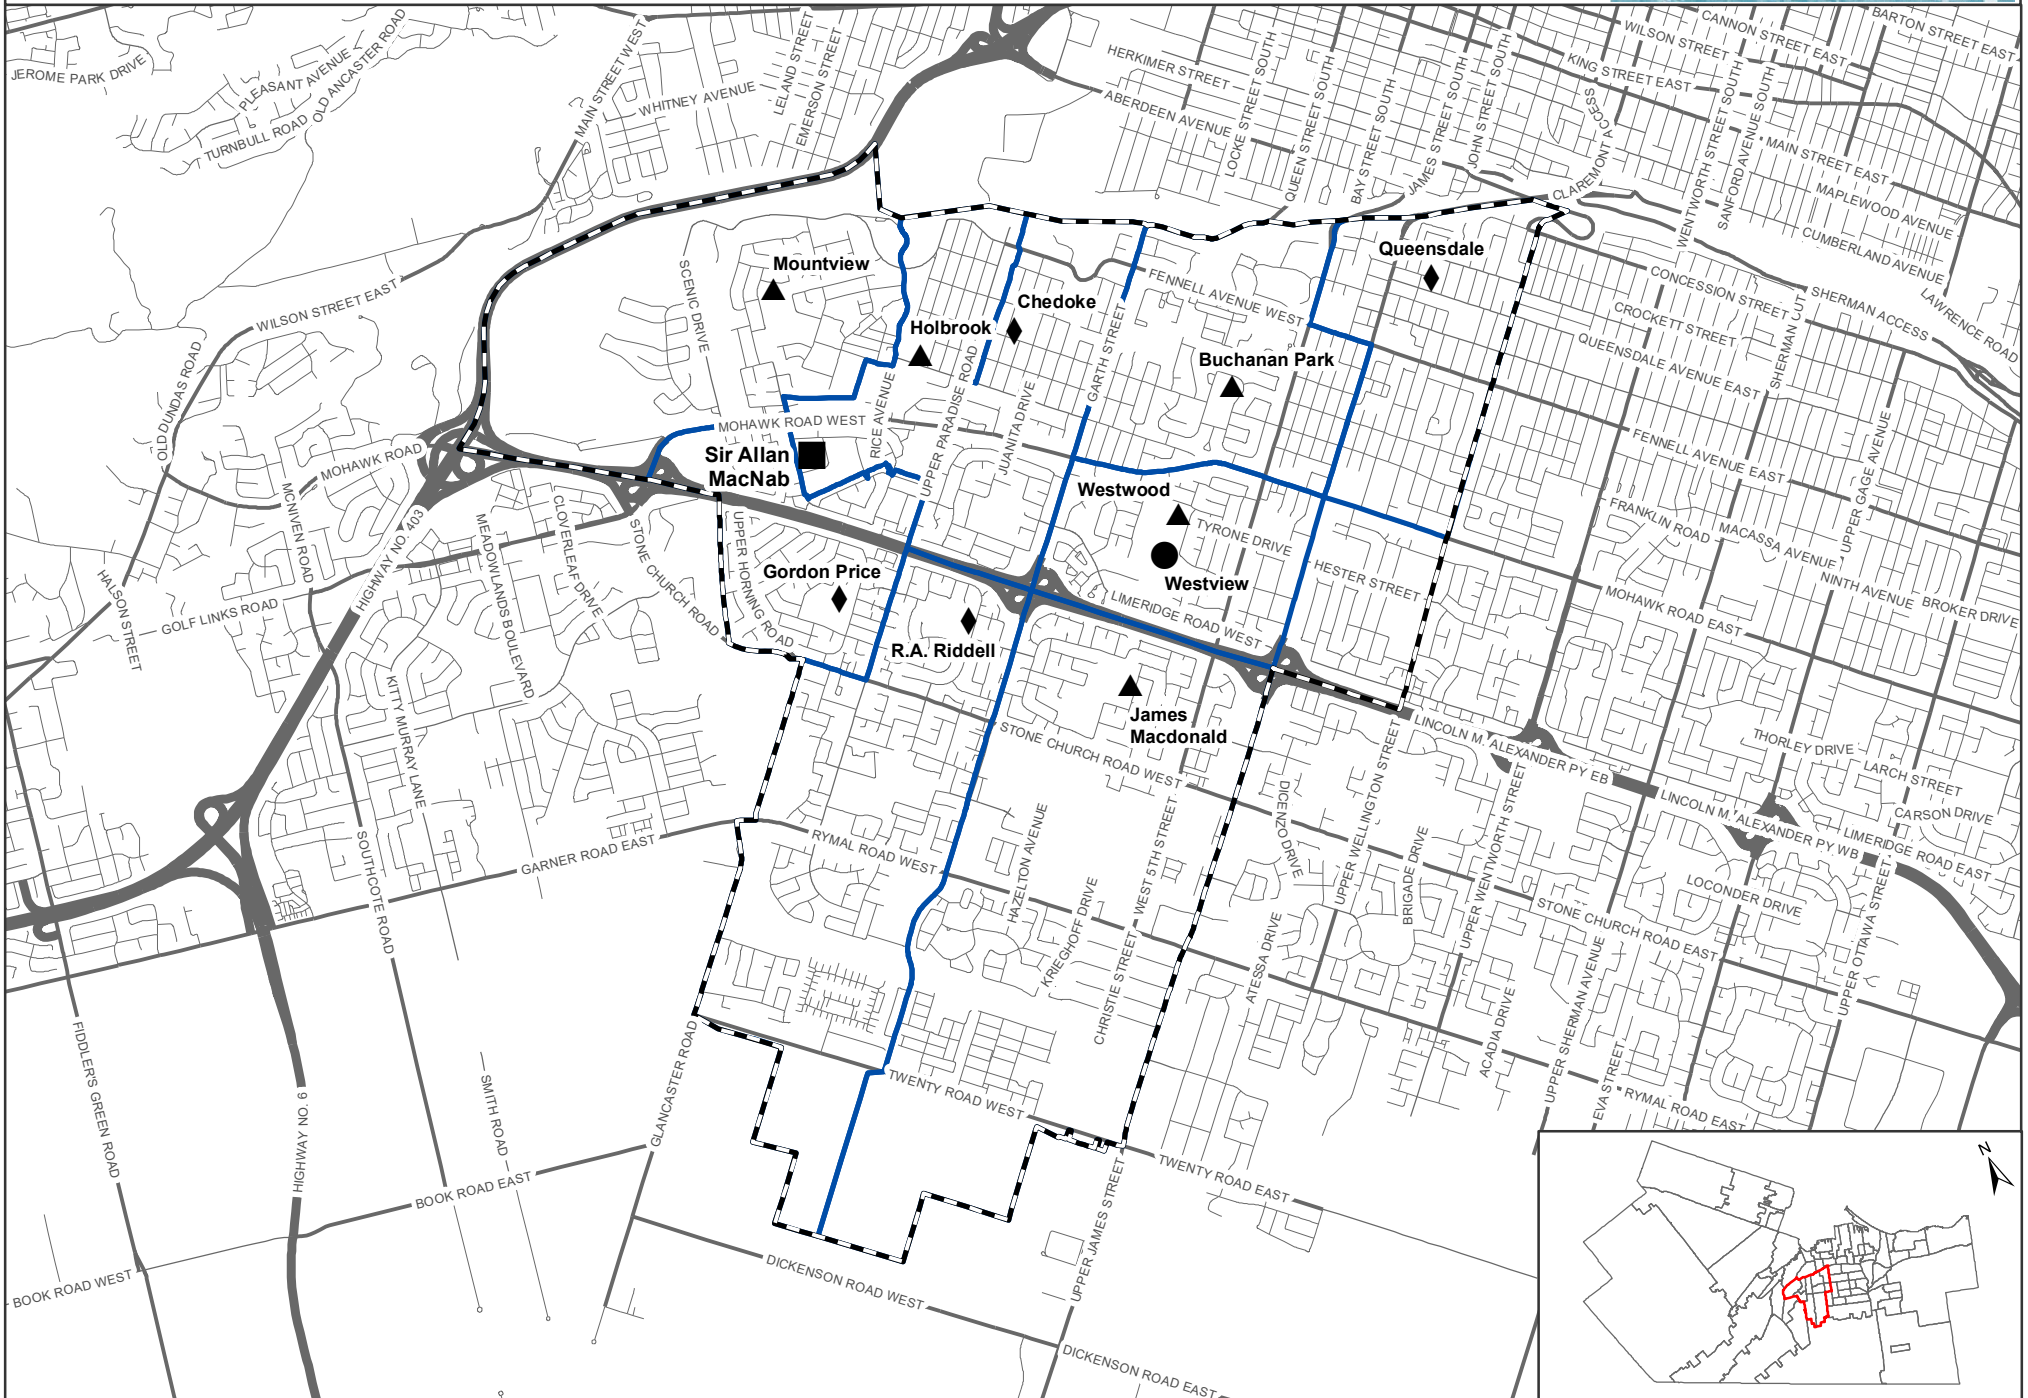 JEROME PARK DRIVE
PLEASANT AVENUE
OLD ANCASTER ROAD
TURNBULL ROAD
MAIN STREET WEST
WHITNEY AVENUE
LELAND STREET
EMERSON STREET
HERKIMER STREET
ABERDEEN AVENUE
LOCKE STREET SOUTH
QUEEN STREET SOUTH
BAY STREET SOUTH
JAMES STREET SOUTH
JOHN STREET SOUTH
CLAREMONT ACCESS
WILSON STREET
CANNON STREET EAST
BARTON STREET EAST
KING STREET EAST
WENTWORTH STREET SOUTH
SANFORD AVENUE SOUTH
MAIN STREET EAST
MAPLEWOOD AVENUE
CUMBERLAND AVENUE
LAWRENCE ROAD
SHERMAN ACCESS
CONCESSION STREET
CROCKETT STREET
QUEENSDALE AVENUE EAST
SHERMAN CUT
WILSON STREET EAST
OLD DUNDAS ROAD
SCENIC DRIVE
Mountview
Holbrook
Chedoke
Queensdale
Buchanan Park
FENNELL AVENUE WEST
GARTH STREET
RICE AVENUE
UPPER PARADISE ROAD
JUANITA DRIVE
MOHAWK ROAD WEST
Sir Allan
MacNab
MOHAWK ROAD
MCNIVEN ROAD
HIGHWAY NO. 403
MEADOWLANDS BOULEVARD
CLOVERLEAF DRIVE
STONE CHURCH ROAD
UPPER HORNING ROAD
HALSON STREET
GOLF LINKS ROAD
Gordon Price
R.A. Riddell
Westwood
TYRONE DRIVE
Westview
HESTER STREET
LIMERIDGE ROAD WEST
James
Macdonald
FENNELL AVENUE EAST
UPPER GAGE AVENUE
FRANKLIN ROAD
MACASSA AVENUE
NINTH AVENUE
BROKER DRIVE
MOHAWK ROAD EAST
LINCOLN M. ALEXANDER PY EB
LINCOLN M. ALEXANDER PY WB
THORLEY DRIVE
LARCH STREET
CARSON DRIVE
LIMERIDGE ROAD EAST
LOCONDER DRIVE
STONE CHURCH ROAD WEST
STONE CHURCH ROAD EAST
KITTY MURRAY LANE
SOUTHCOTE ROAD
GARNER ROAD EAST
RYMAL ROAD WEST
HAZELTON AVENUE
KRIEGHOFF DRIVE
WEST 5TH STREET
CHRISTIE STREET
DICENZO DRIVE
ATESSA DRIVE
UPPER WELLINGTON STREET
BRIGADE DRIVE
UPPER WENTWORTH STREET
ACADIA DRIVE
UPPER SHERMAN AVENUE
EVA STREET
UPPER OTTAWA STREET
RYMAL ROAD EAST
FIDDLER'S GREEN ROAD
HIGHWAY NO. 6
SMITH ROAD
GLANCASTER ROAD
TWENTY ROAD WEST
TWENTY ROAD EAST
BOOK ROAD EAST
BOOK ROAD WEST
UPPER JAMES STREET
DICKENSON ROAD WEST
DICKENSON ROAD EAST
N